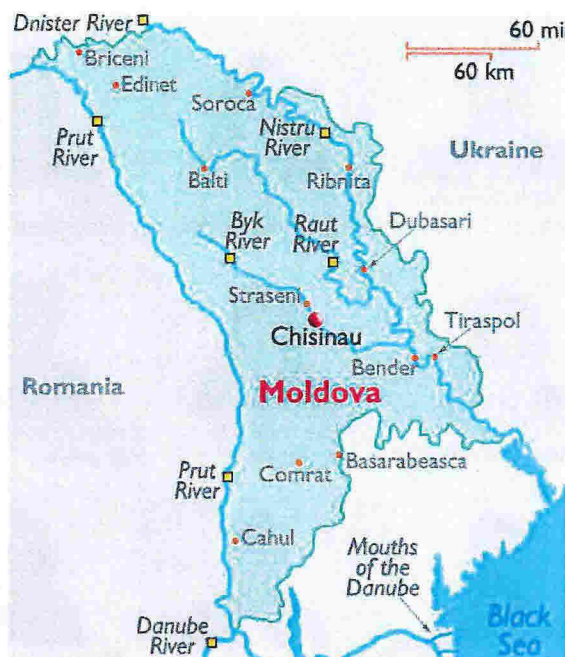 Dnister River
60 mi
60 km
Briceni
Edinet
Soroca
Prut
River
Nistru
River
Ukraine
Balti
Ribnita
Byk
River
Raut
River
Dubasari
Straseni
Chisinau
Tiraspol
Bender
Romania
Moldova
Prut
River
Comrat
Basarabeasca
Cahul
Mouths
of the
Danube
Danube
River
Black
Sea